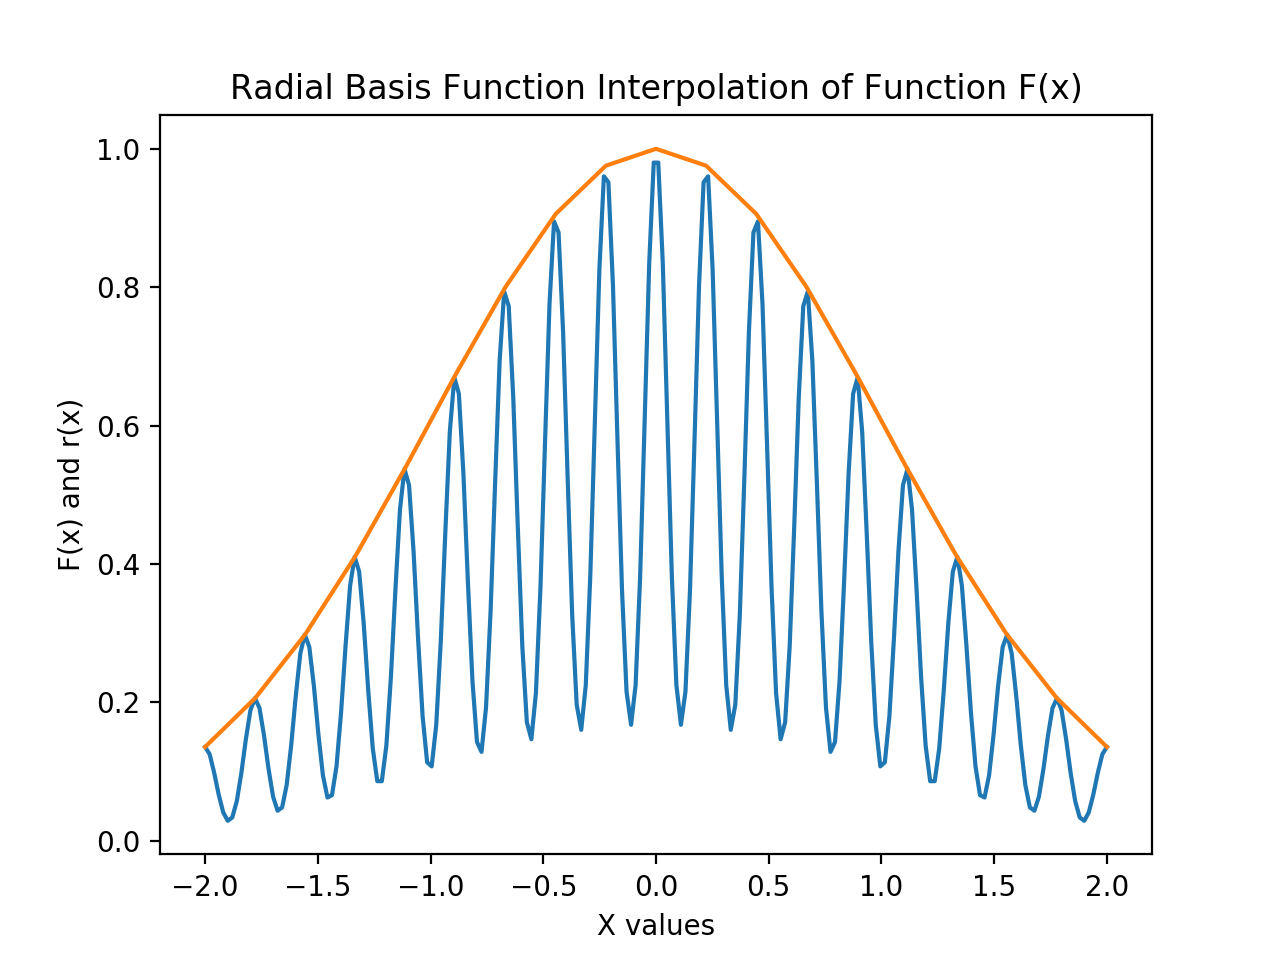 Radial Basis Function Interpolation of Function F(x)
F(x) and r(x)
1.0
0.8
0.6
0.4
0.2
0.0
−2.0 −1.5 −1.0 −0.5 0.0 0.5 1.0 1.5 2.0
X values